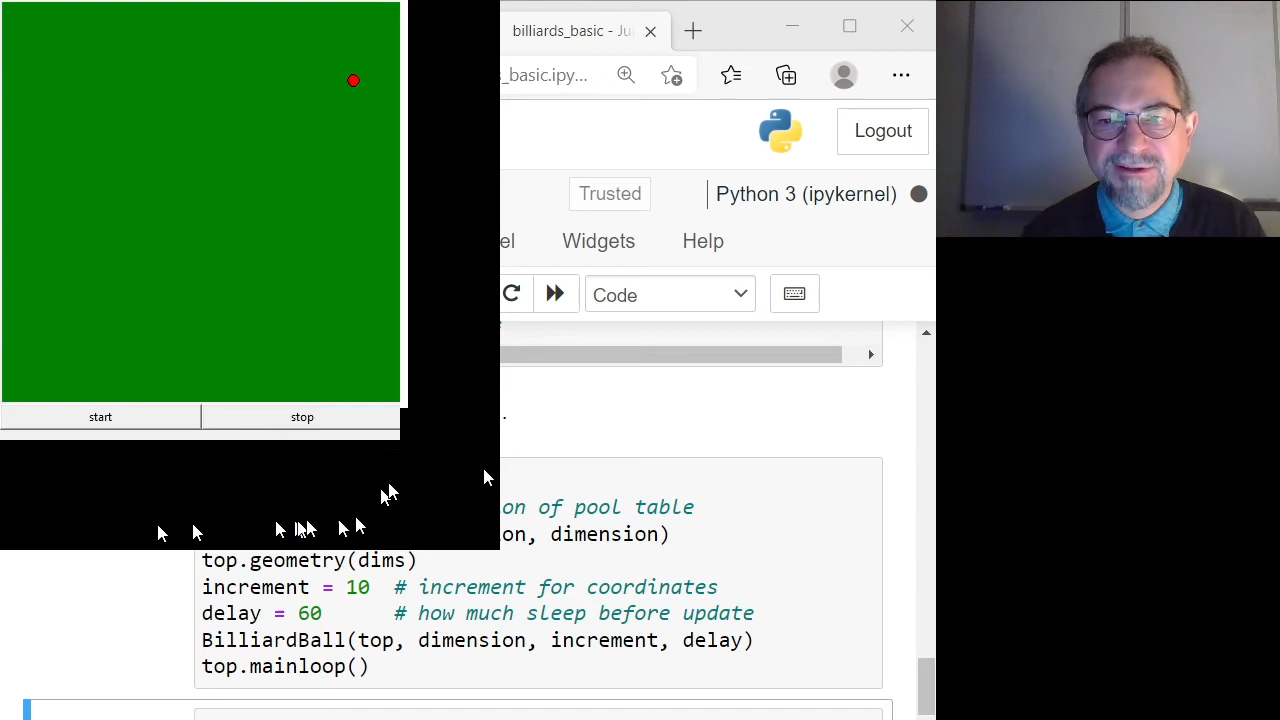 billiards_basic - Ju
s_basic.ipy...
Logout
Trusted
Python 3 (ipykernel)
el
Widgets
Help
Code
start
stop
.
on of pool table
on, dimension)
top.geometry(dims)
increment = 10 # increment for coordinates
delay = 60 # how much sleep before update
BilliardBall(top, dimension, increment, delay)
top.mainloop()